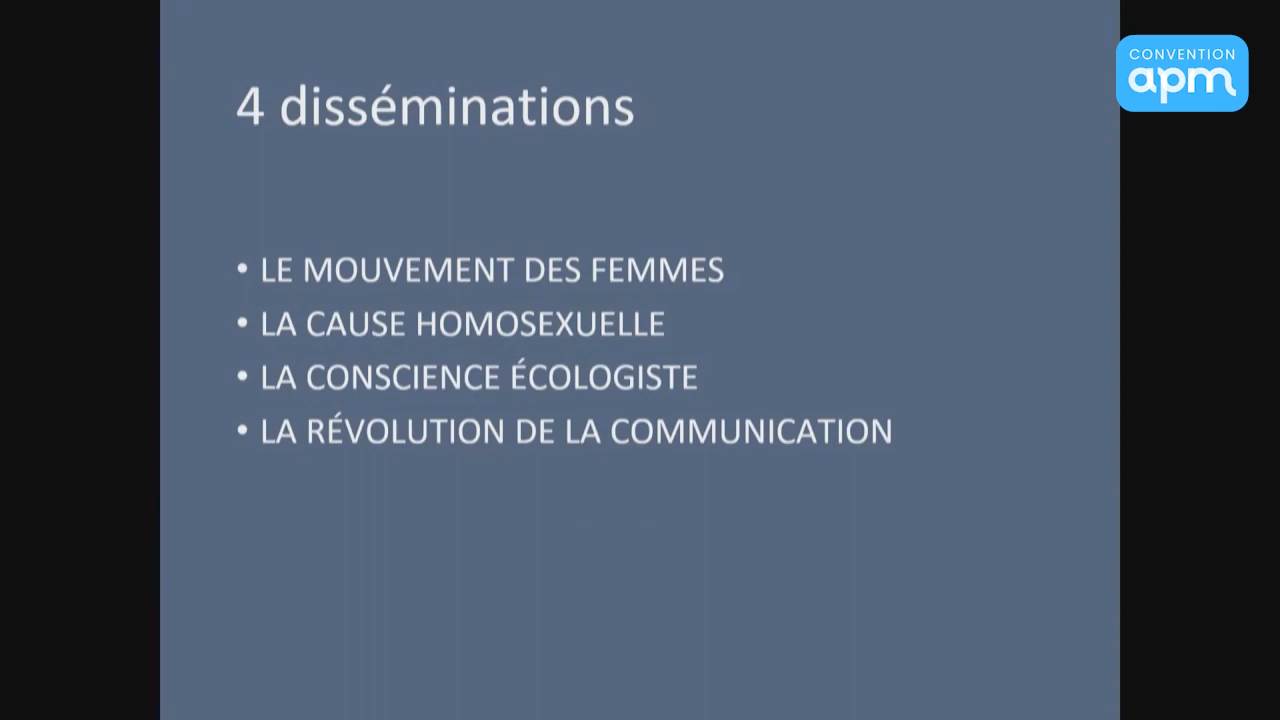 CONVENTION
apm
4 disséminations
• LE MOUVEMENT DES FEMMES
• LA CAUSE HOMOSEXUELLE
• LA CONSCIENCE ÉCOLOGISTE
• LA RÉVOLUTION DE LA COMMUNICATION